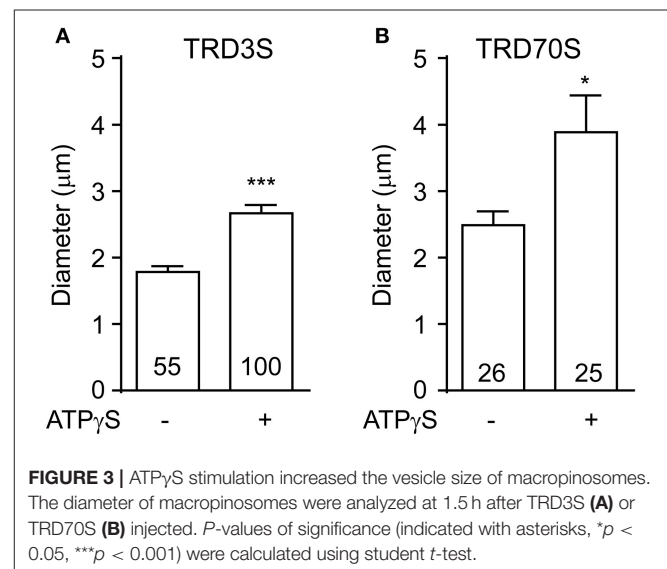 A
TRD3S
5
4
3
2
1
0
Diameter (μm)
***
55
100
ATPγS - +
B
TRD70S
5
4
3
2
1
0
Diameter (μm)
*
26
25
ATPγS - +
FIGURE 3 | ATPγS stimulation increased the vesicle size of macropinosomes.
The diameter of macropinosomes were analyzed at 1.5 h after TRD3S (A) or
TRD70S (B) injected. P-values of significance (indicated with asterisks, *p <
0.05, ***p < 0.001) were calculated using student t-test.